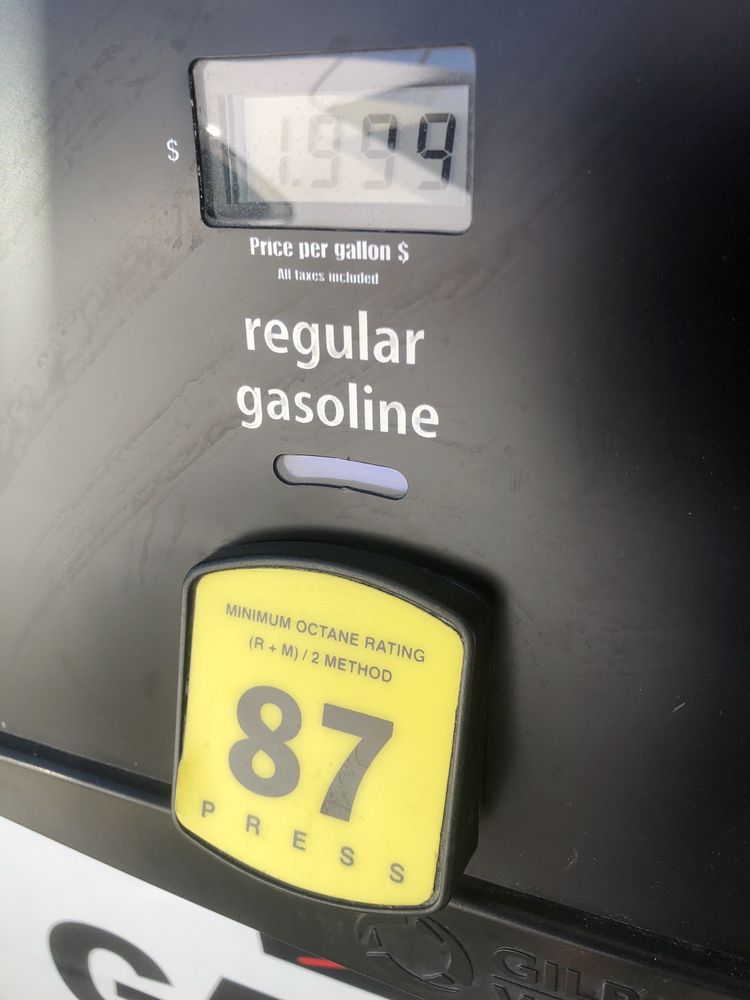 $ 1.999
Price per gallon $
All taxes included
regular
gasoline
MINIMUM OCTANE RATING
(R + M) / 2 METHOD
87
PRESS